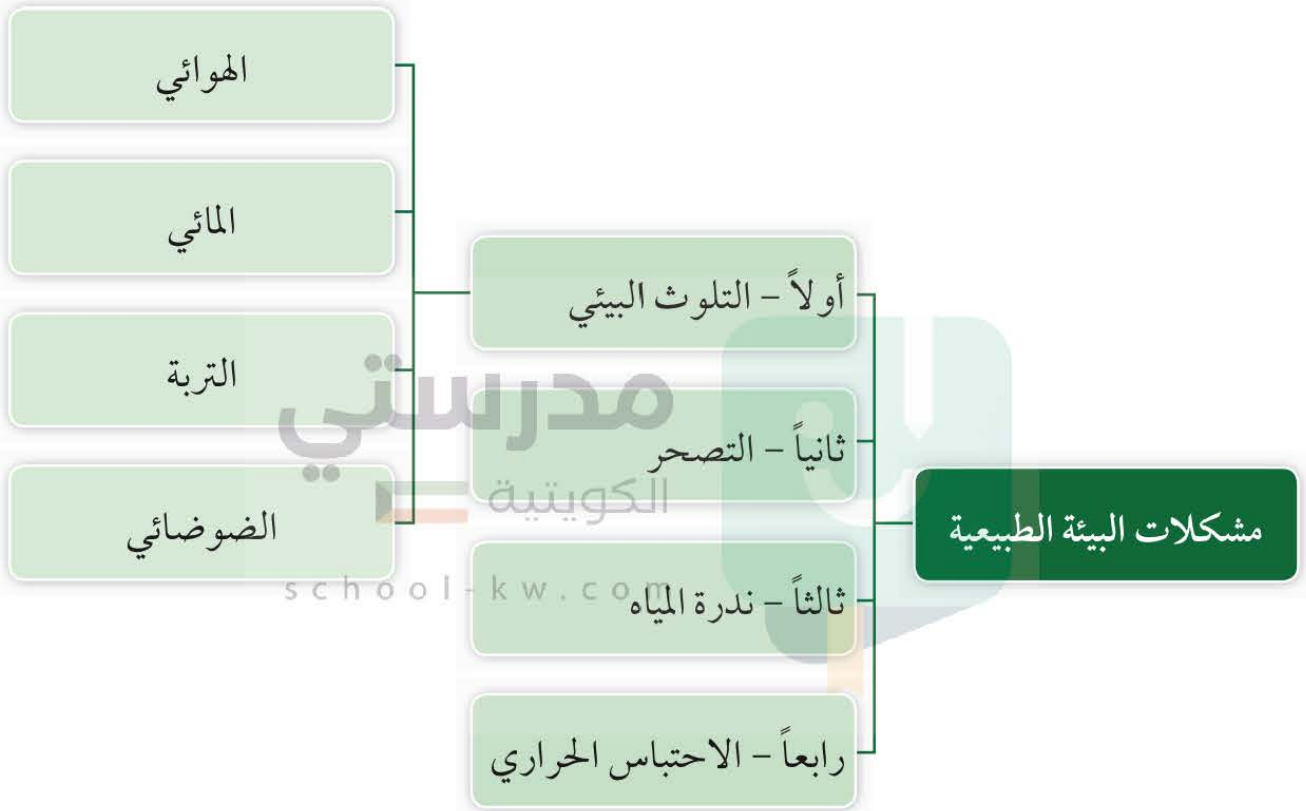 مشكلات البيئة الطبيعية
أولاً – التلوث البيئي
ثانياً – التصحر
ثالثاً – ندرة المياه
رابعاً – الاحتباس الحراري
الهوائي
المائي
التربة
الضوضائي
مدرستي
الكويتية
school-kw.com